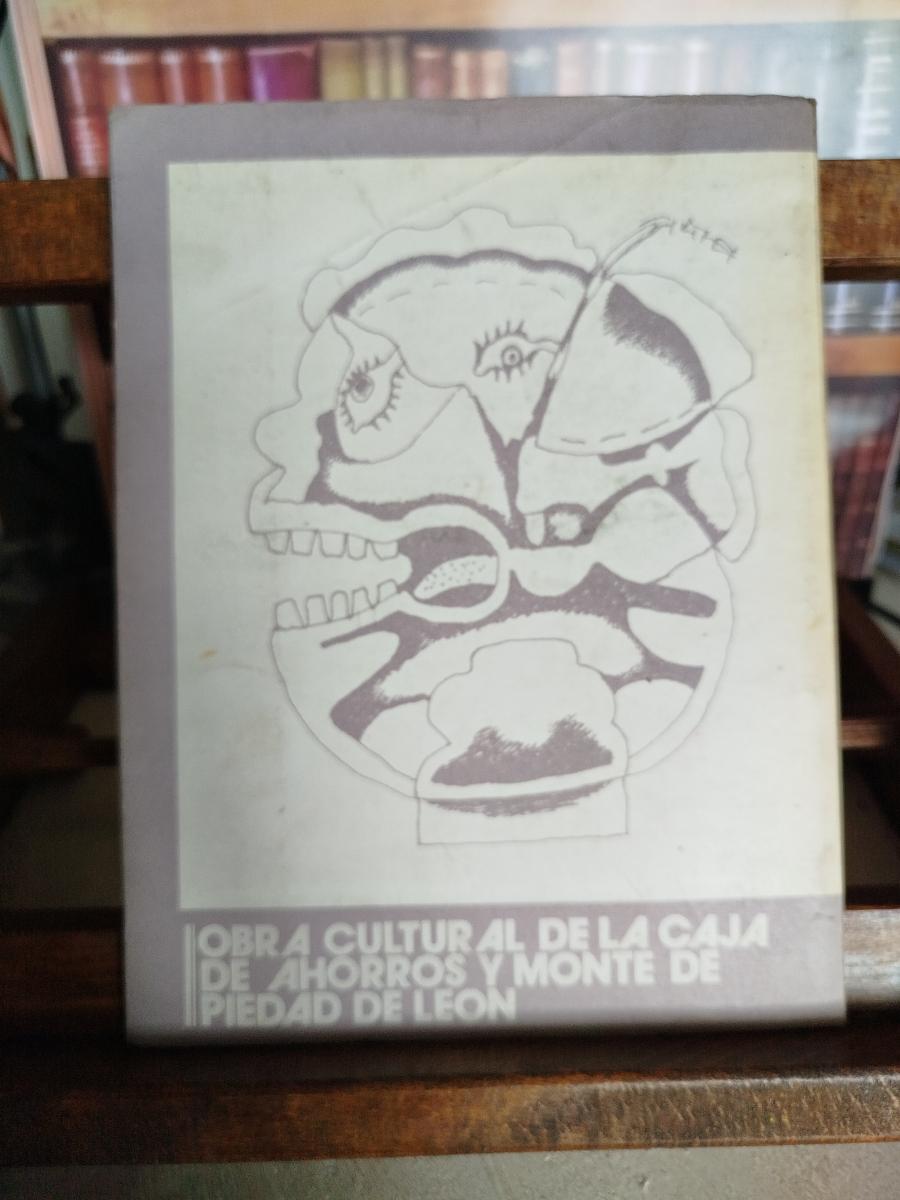 OBRA CULTURAL DE LA CAJA
DE AHORROS Y MONTE DE
PIEDAD DE LEON